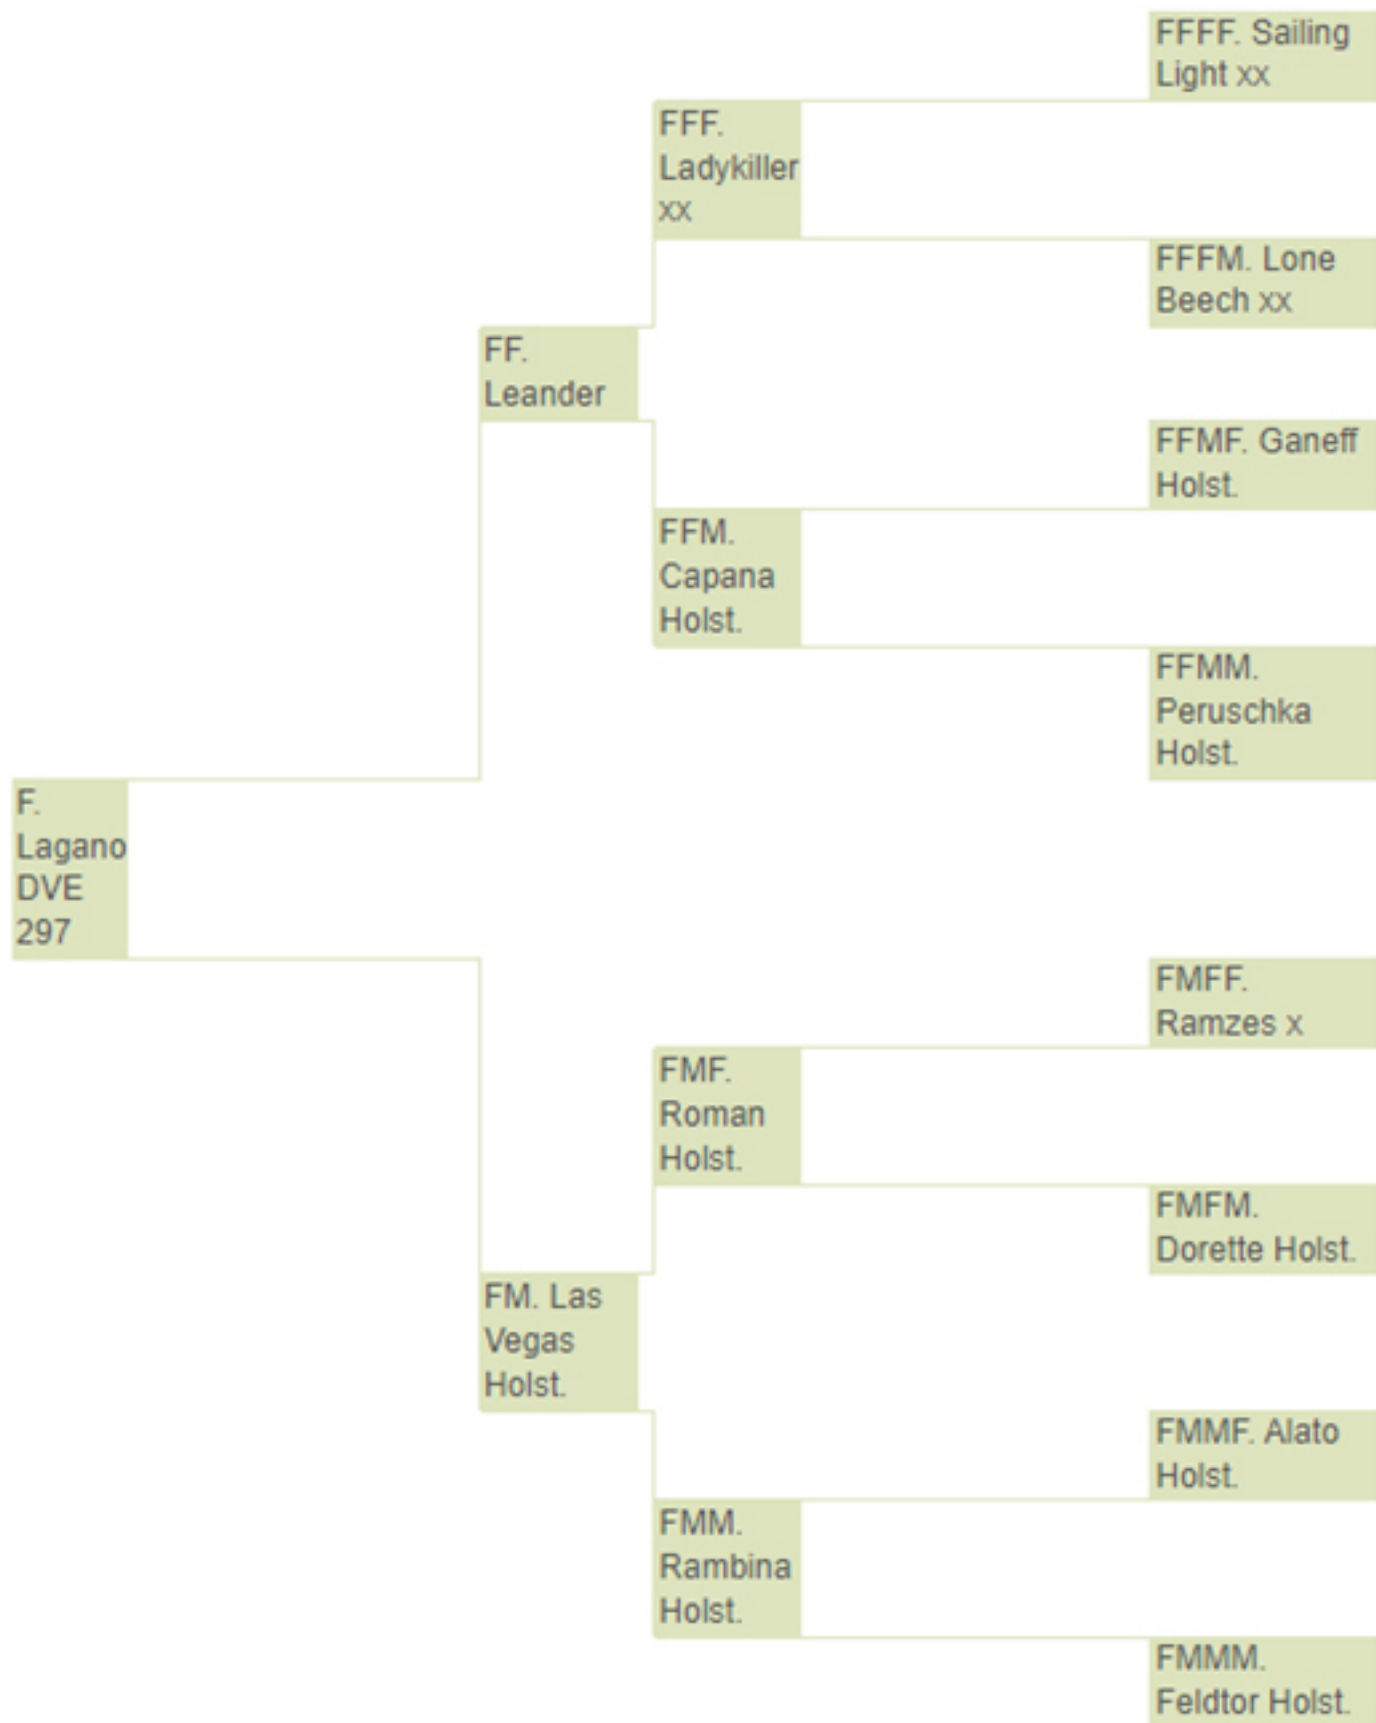 FFFF. Sailing
Light xx
FFF.
Ladykiller
xx
FFFM. Lone
Beech xx
FF.
Leander
FFMF. Ganeff
Holst.
FFM.
Capana
Holst.
FFMM.
Peruschka
Holst.
F.
Lagano
DVE
297
FMFF.
Ramzes x
FMF.
Roman
Holst.
FMFM.
Dorette Holst.
FM. Las
Vegas
Holst.
FMMF. Alato
Holst.
FMM.
Rambina
Holst.
FMMM.
Feldtor Holst.